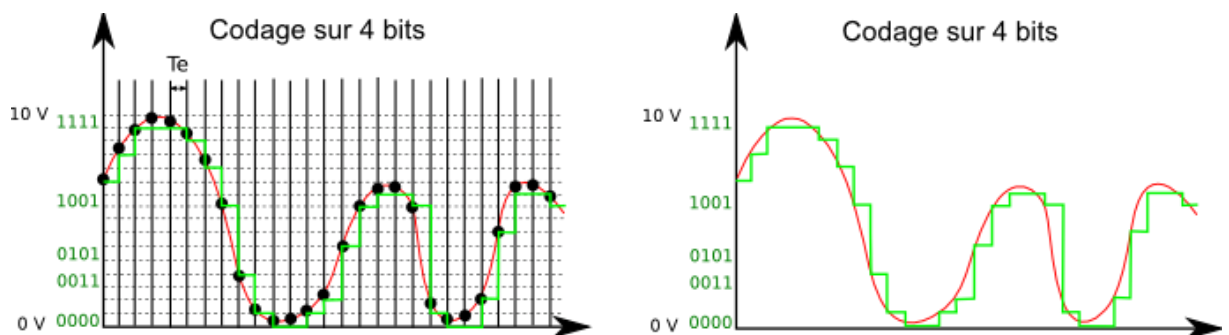 Codage sur 4 bits
Te
10 V
1111
1001
0101
0011
0 V 0000
Codage sur 4 bits
10 V
1111
1001
0101
0011
0 V 0000